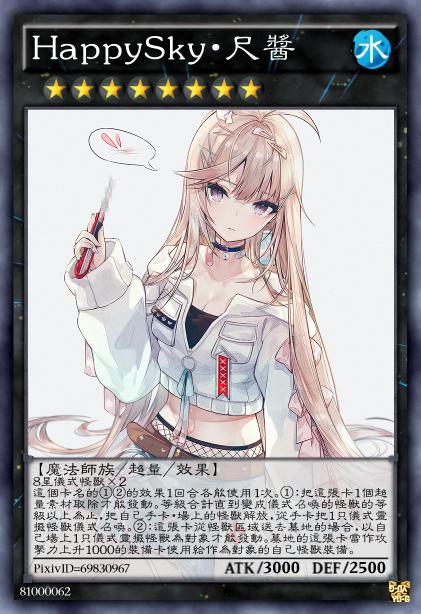 HappySky・尺醬
水
【魔法師族／超量／效果】
8星儀式怪獸×2
這個卡名的①②的效果1回合各能使用1次。①：把這張卡1個超
量素材取除才能發動。等級合計直到變成儀式召喚的怪獸的等
級以上為止，把自己手卡・場上的怪獸解放，從手卡把1只儀式靈
擺怪獸儀式召喚。②：這張卡從怪獸區域送去墓地的場合，以自
己場上1只儀式靈擺怪獸為對象才能發動。墓地的這張卡當作攻
擊力上升1000的裝備卡使用給作為對象的自己怪獸裝備。
PixivID=69830967
ATK/3000 DEF/2500
81000062